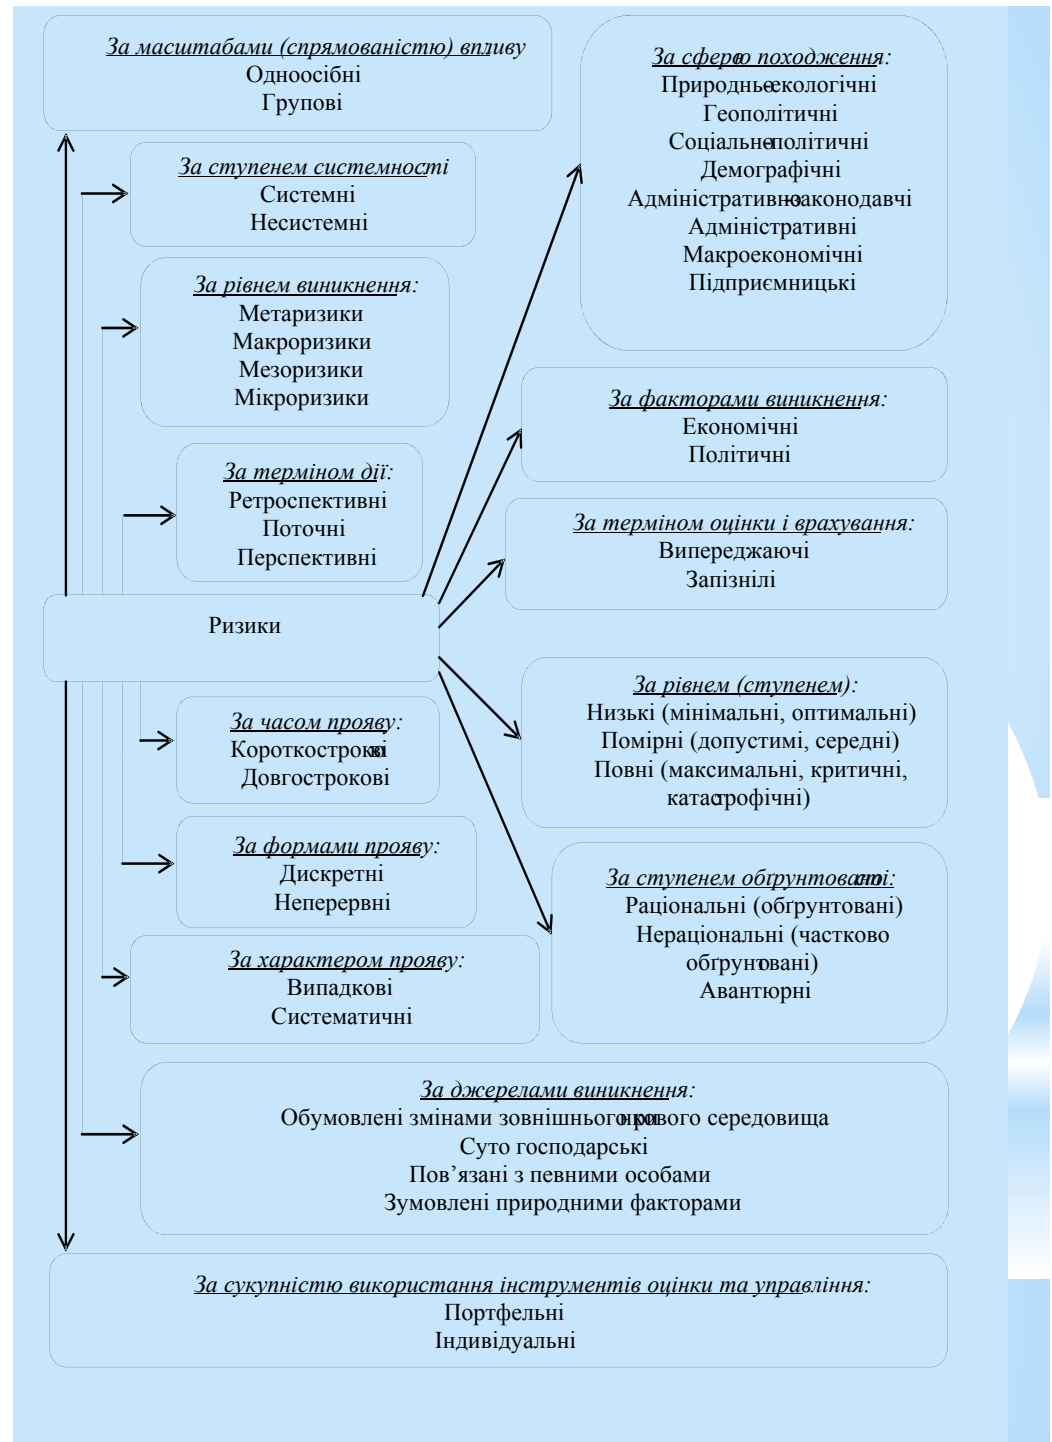 За масштабами (спрямованістю) впливу
Одноосібні
Групові
За ступенем системності
Системні
Несистемні
За рівнем виникнення:
Метаризики
Макроризики
Мезоризики
Мікроризики
За терміном дії:
Ретроспективні
Поточні
Перспективні
Ризики
За часом прояву:
Короткострокові
Довгострокові
За формами прояву:
Дискретні
Неперервні
За характером прояву:
Випадкові
Систематичні
За сферою походження:
Природньо-екологічні
Геополітичні
Соціально-політичні
Демографічні
Адміністративно-законодавчі
Адміністративні
Макроекономічні
Підприємницькі
За факторами виникнення:
Економічні
Політичні
За терміном оцінки і врахування:
Випереджаючі
Запізнілі
За рівнем (ступенем):
Низькі (мінімальні, оптимальні)
Помірні (допустимі, середні)
Повні (максимальні, критичні,
катастрофічні)
За ступенем обґрунтованості:
Раціональні (обґрунтовані)
Нераціональні (частково
обґрунтовані)
Авантюрні
За джерелами виникнення:
Обумовлені змінами зовнішнього середовища
Суто господарські
Пов’язані з певними особами
Зумовлені природними факторами
За сукупністю використання інструментів оцінки та управління:
Портфельні
Індивідуальні